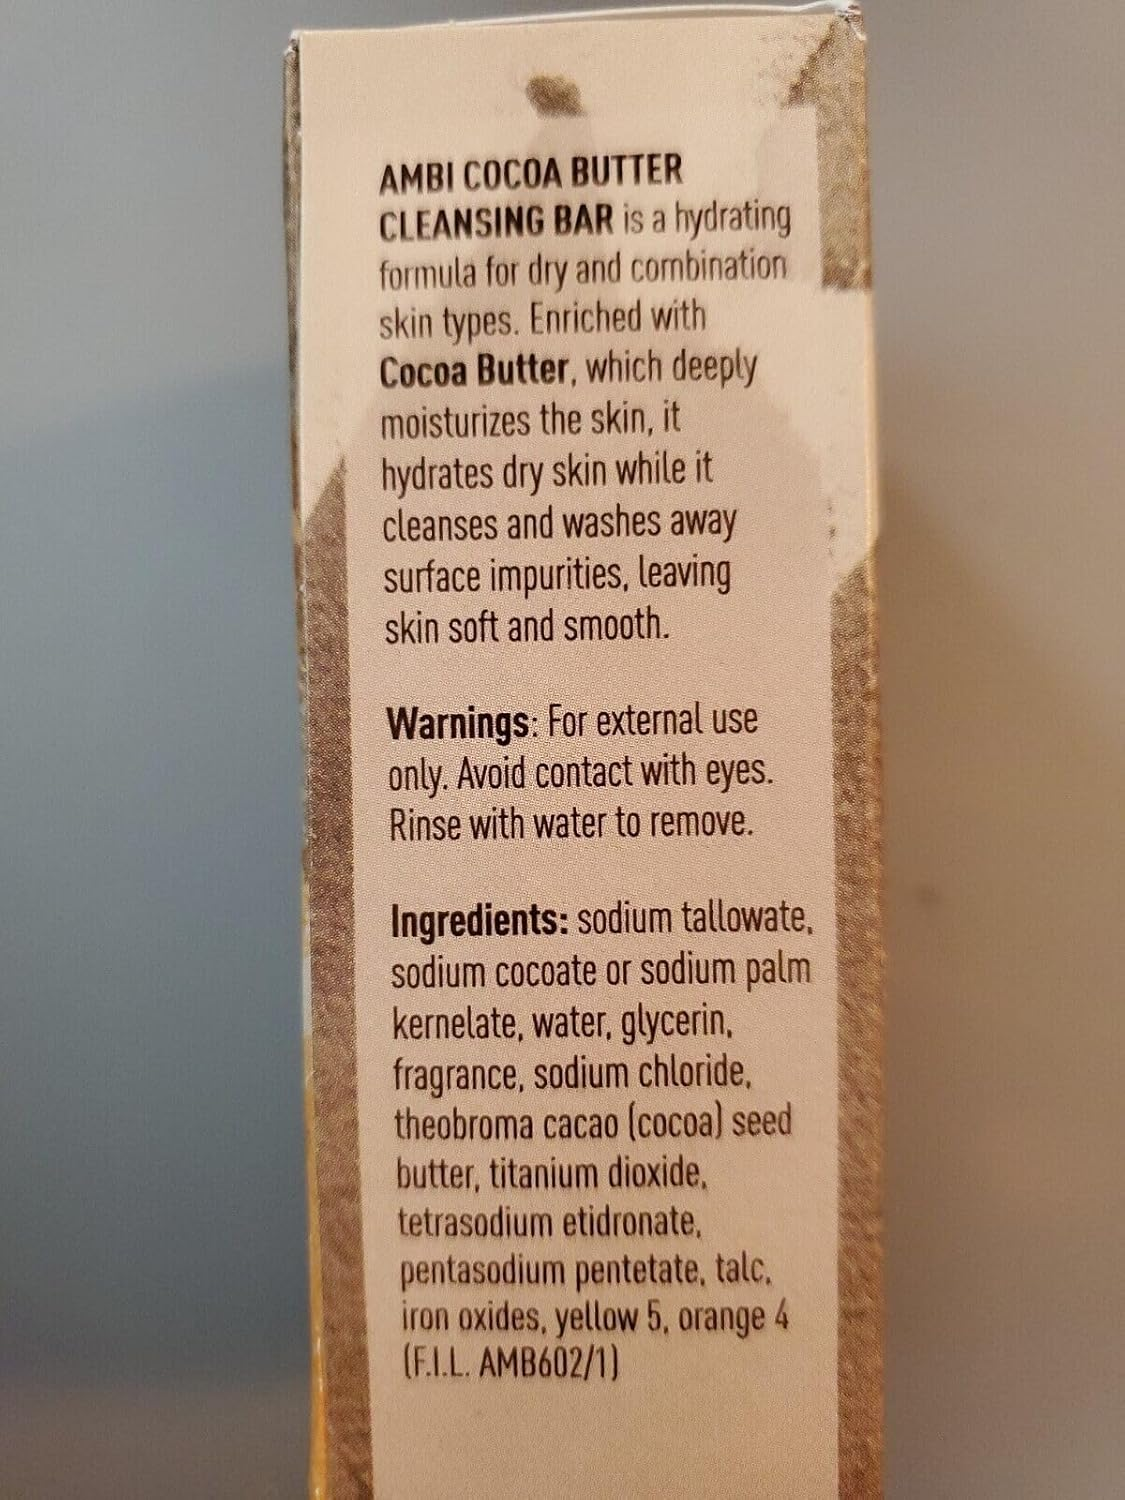 AMBI COCOA BUTTER
CLEANSING BAR is a hydrating
formula for dry and combination
skin types. Enriched with
Cocoa Butter, which deeply
moisturizes the skin, it
hydrates dry skin while it
cleanses and washes away
surface impurities, leaving
skin soft and smooth.
Warnings: For external use
only. Avoid contact with eyes.
Rinse with water to remove.
Ingredients: sodium tallowate,
sodium cocoate or sodium palm
kernelate, water, glycerin,
fragrance, sodium chloride,
theobroma cacao (cocoa) seed
butter, titanium dioxide,
tetrasodium etidronate,
pentasodium pentetate, talc,
iron oxides, yellow 5, orange 4
(F.I.L. AMB602/1)